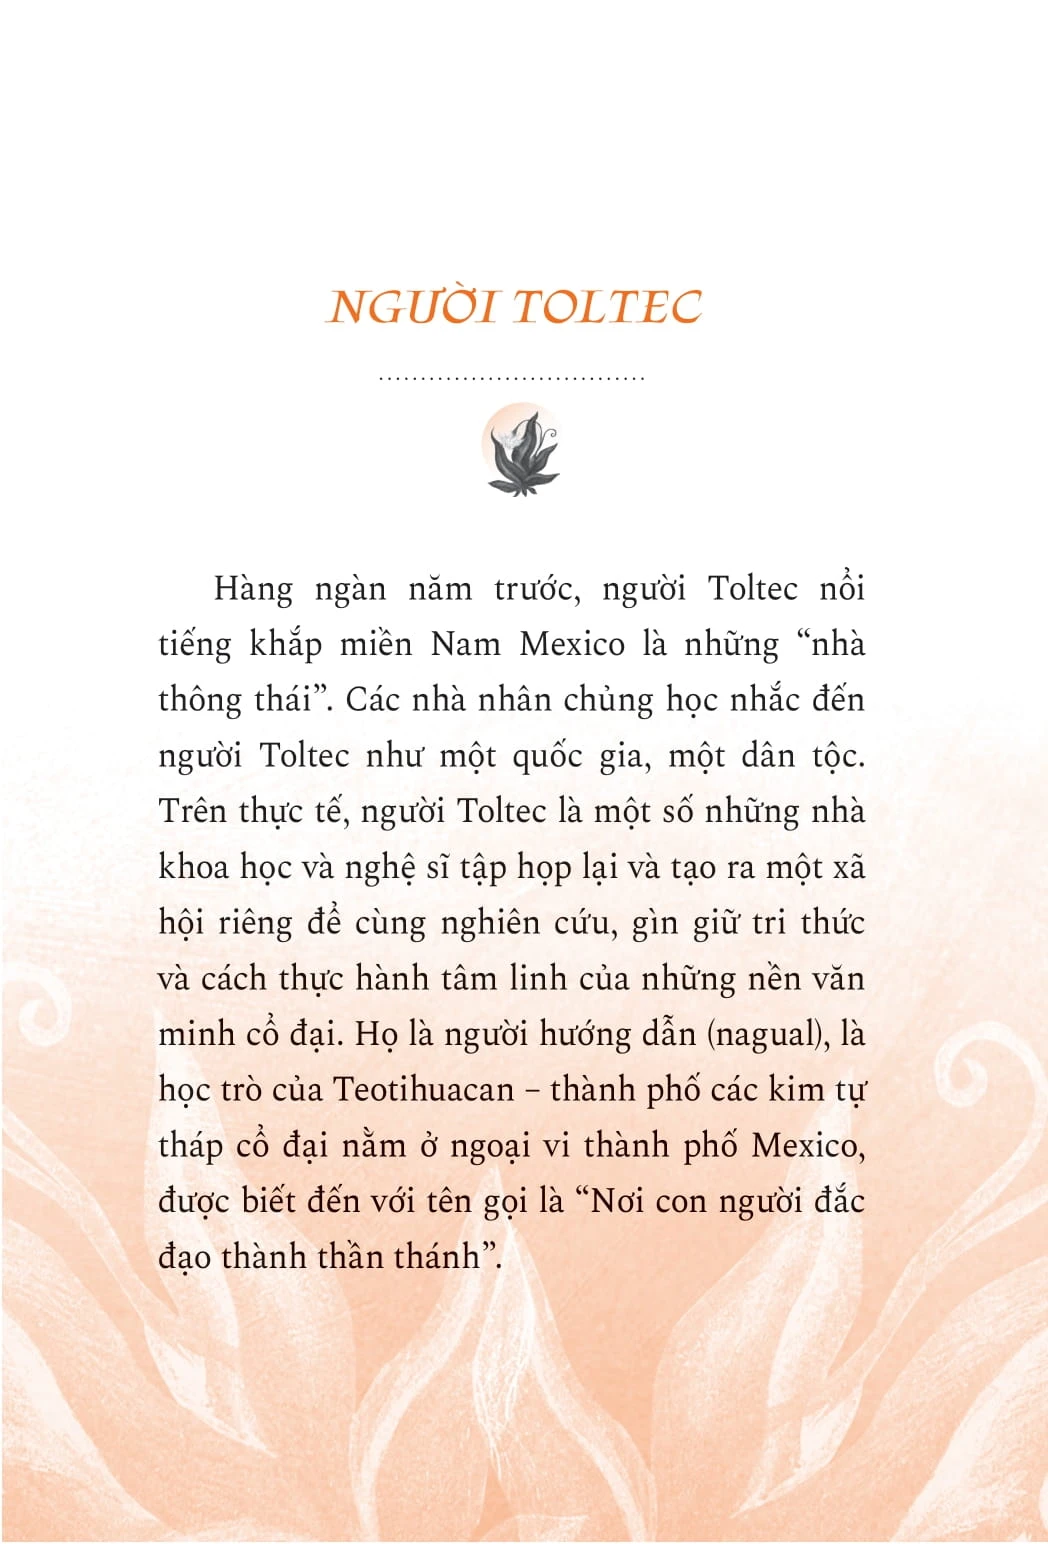 NGƯỜI TOLTEC
Hàng ngàn năm trước, người Toltec nổi
tiếng khắp miền Nam Mexico là những “nhà
thông thái”. Các nhà nhân chủng học nhắc đến
người Toltec như một quốc gia, một dân tộc.
Trên thực tế, người Toltec là một số những nhà
khoa học và nghệ sĩ tập họp lại và tạo ra một xã
hội riêng để cùng nghiên cứu, gìn giữ tri thức
và cách thực hành tâm linh của những nền văn
minh cổ đại. Họ là người hướng dẫn (nagual), là
học trò của Teotihuacan – thành phố các kim tự
tháp cổ đại nằm ở ngoại vi thành phố Mexico,
được biết đến với tên gọi là “Nơi con người đắc
đạo thành thần thánh”.